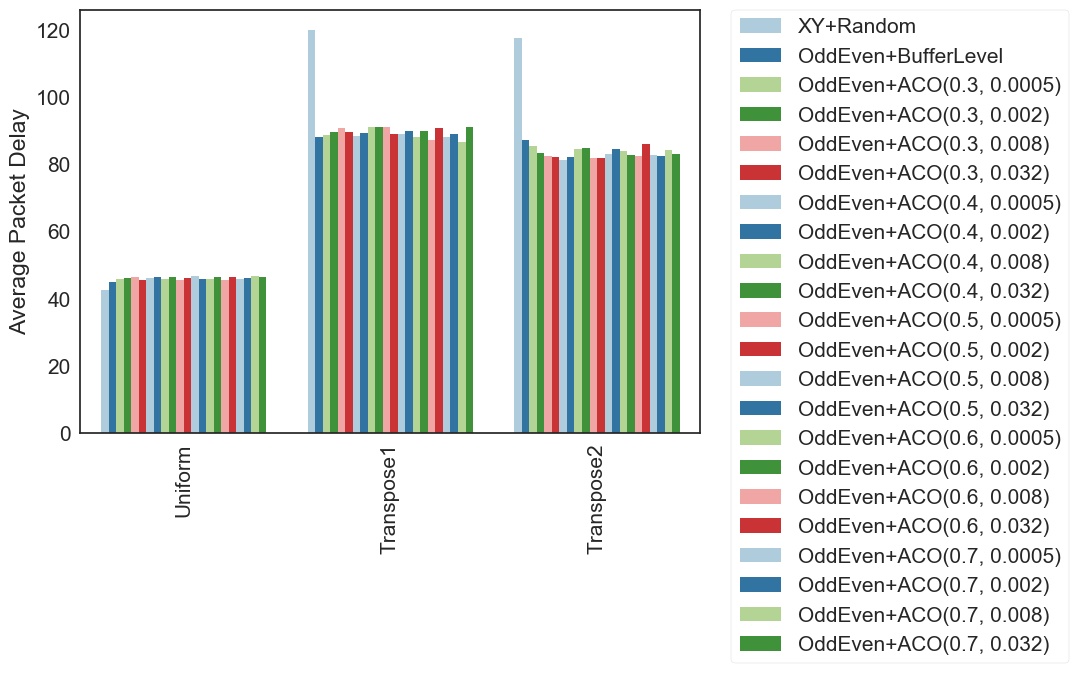 Average Packet Delay
120
100
80
60
40
20
0
Uniform
Transpose1
Transpose2
XY+Random
OddEven+BufferLevel
OddEven+ACO(0.3, 0.0005)
OddEven+ACO(0.3, 0.002)
OddEven+ACO(0.3, 0.008)
OddEven+ACO(0.3, 0.032)
OddEven+ACO(0.4, 0.0005)
OddEven+ACO(0.4, 0.002)
OddEven+ACO(0.4, 0.008)
OddEven+ACO(0.4, 0.032)
OddEven+ACO(0.5, 0.0005)
OddEven+ACO(0.5, 0.002)
OddEven+ACO(0.5, 0.008)
OddEven+ACO(0.5, 0.032)
OddEven+ACO(0.6, 0.0005)
OddEven+ACO(0.6, 0.002)
OddEven+ACO(0.6, 0.008)
OddEven+ACO(0.6, 0.032)
OddEven+ACO(0.7, 0.0005)
OddEven+ACO(0.7, 0.002)
OddEven+ACO(0.7, 0.008)
OddEven+ACO(0.7, 0.032)